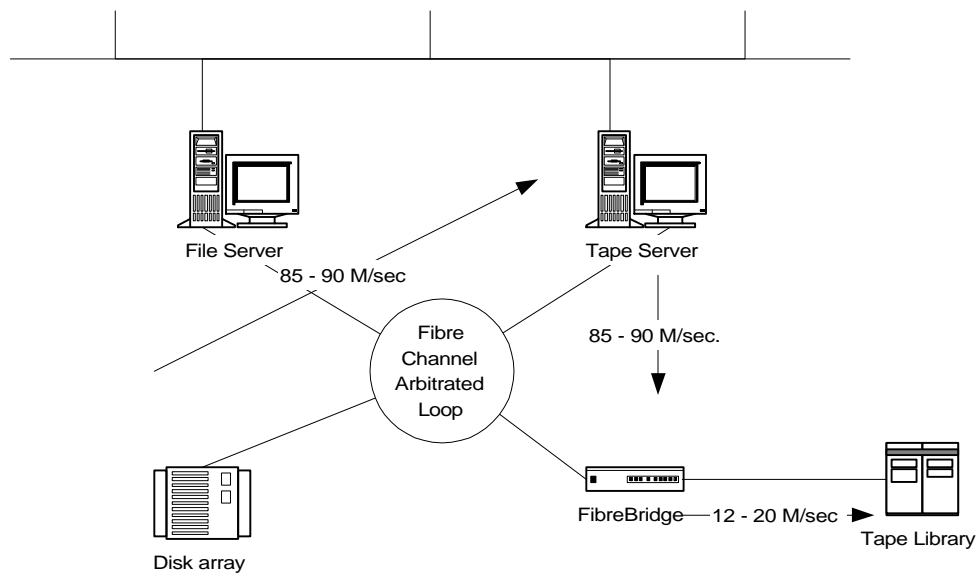 File Server
Tape Server
85 - 90 M/sec
Fibre
Channel
Arbitrated
Loop
85 - 90 M/sec.
FibreBridge
12 - 20 M/sec
Tape Library
Disk array